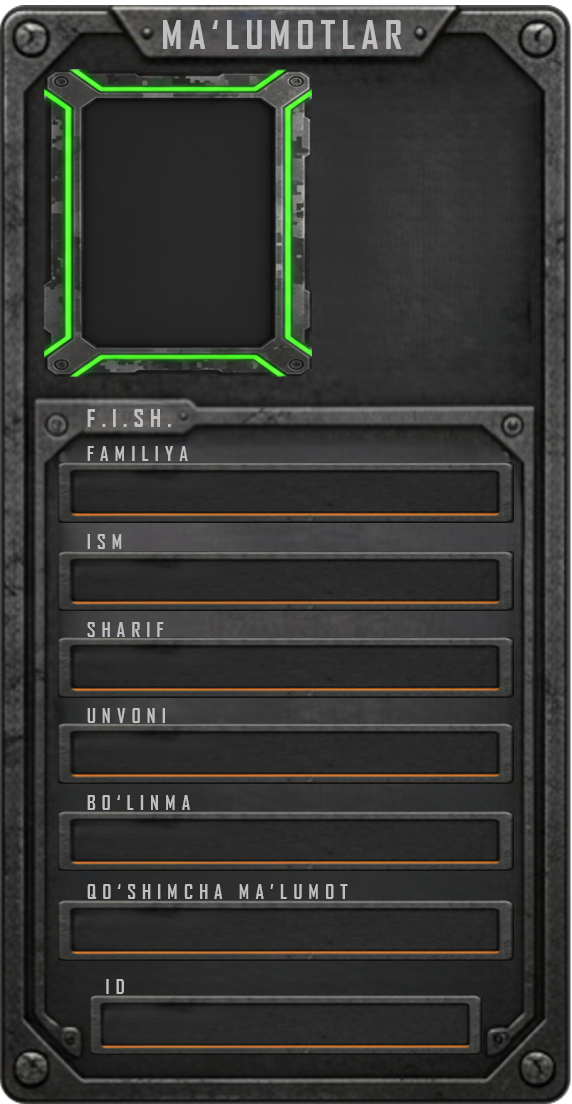 MA‘LUMOTLAR
F.I.SH.
FAMILIYA
ISM
SHARIF
UNVONI
BO‘LINMA
QO‘SHIMCHA MA’LUMOT
ID